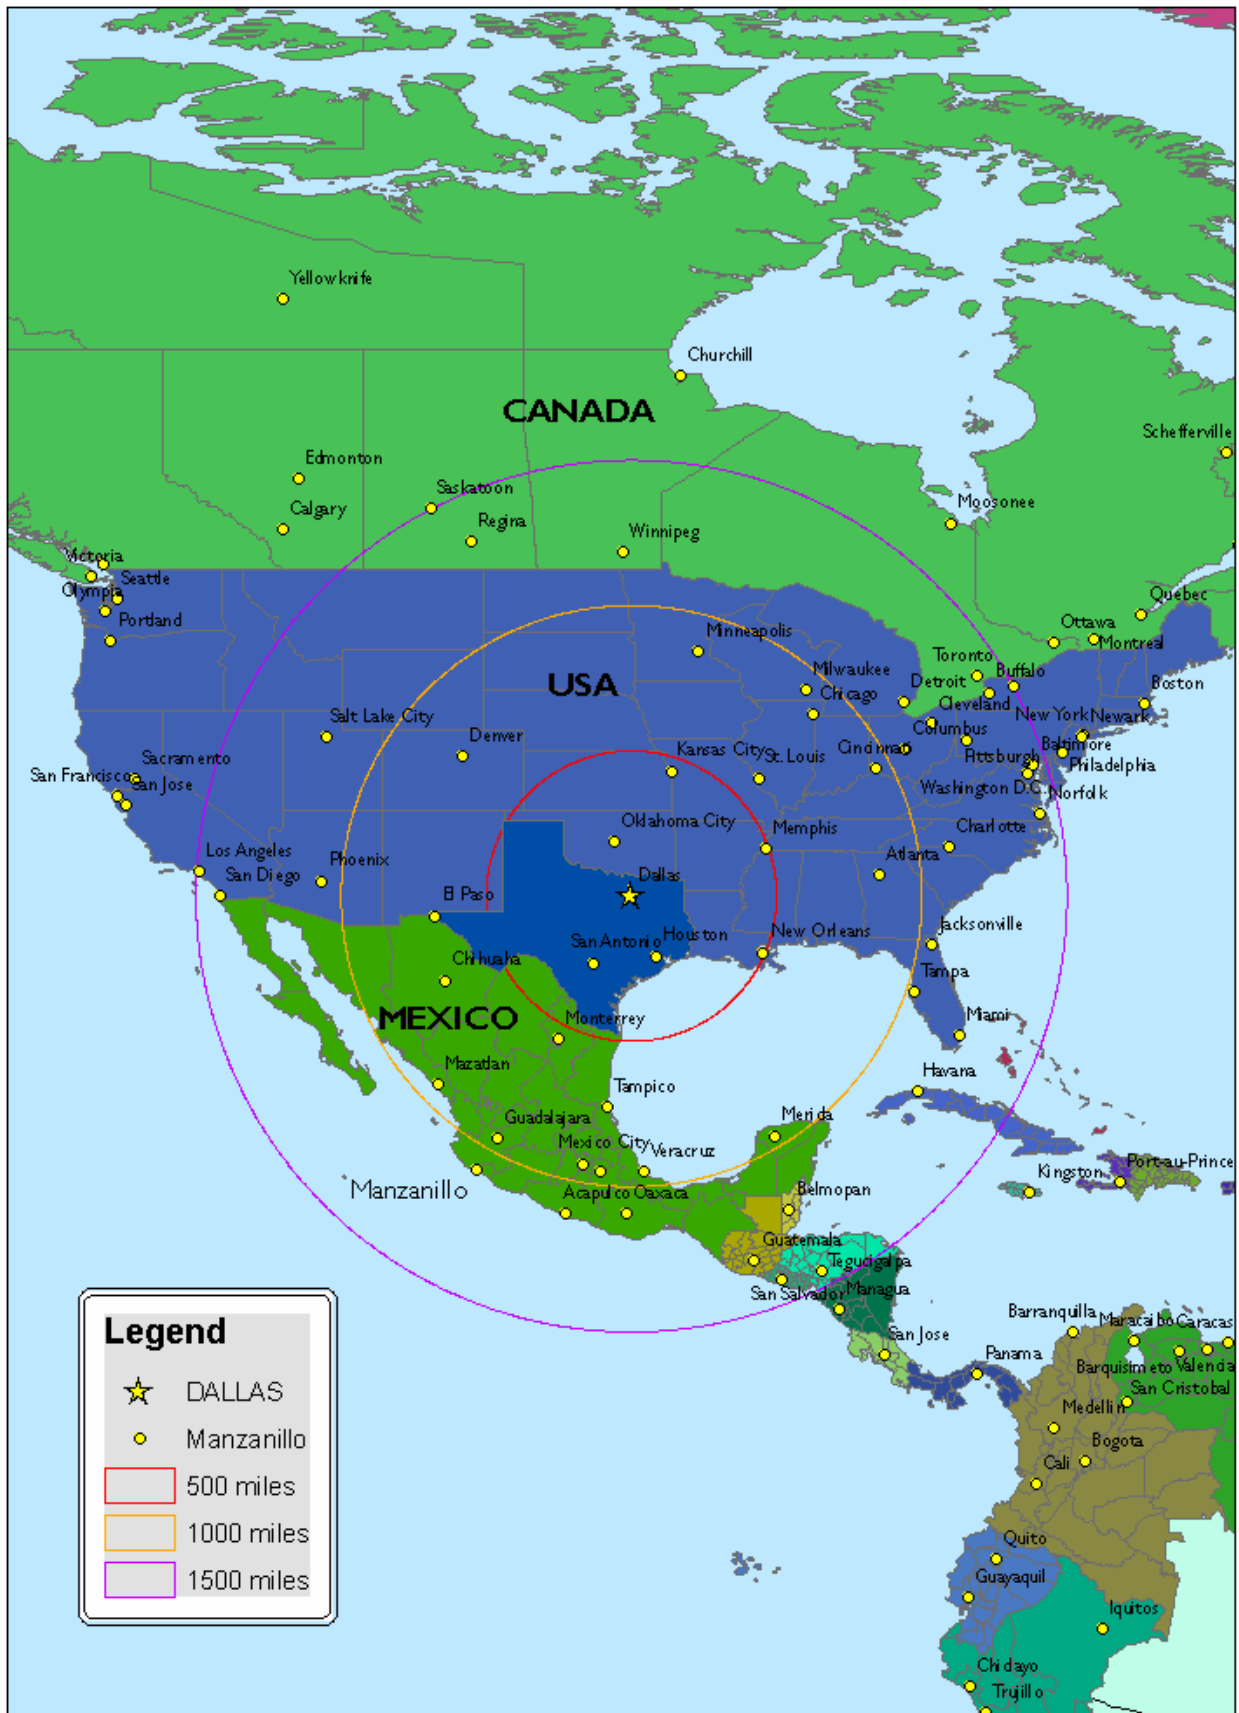 Yellowknife
Churchill
CANADA
Schefferville
Edmonton
Saskatoon
Calgary
Moosonee
Regina
Winnipeg
Victoria
Seattle
Olympia
Quebec
Portland
Ottawa
Montreal
Minneapolis
Toronto
Milwaukee
Buffalo
USA
Detroit
Boston
Chicago
Cleveland
Salt Lake City
New York
Newark
Columbus
Denver
Kansas City
St. Louis
Cincinnati
Baltimore
Sacramento
Pittsburgh
Philadelphia
San Francisco
San Jose
Washington D.C.
Norfolk
Oklahoma City
Memphis
Charlotte
Los Angeles
Phoenix
Atlanta
San Diego
Dallas
El Paso
New Orleans
Jacksonville
San Antonio
Houston
Chihuaha
Tampa
MEXICO
Monterrey
Miami
Mazatlan
Havana
Tampico
Guadalajara
Merida
Mexico City
Veracruz
Port-au-Prince
Kingston
Manzanillo
Acapulco
Oaxaca
Belmopan
Guatemala
Tegucigalpa
San Salvador
Managua
Barranquilla
Maracaibo
Caracas
San Jose
Panama
Barquisimeto
Valencia
San Cristobal
Medellin
Bogota
Cali
Quito
Guayaquil
Iquitos
Chidayo
Trujillo
Legend
DALLAS
Manzanillo
500 miles
1000 miles
1500 miles